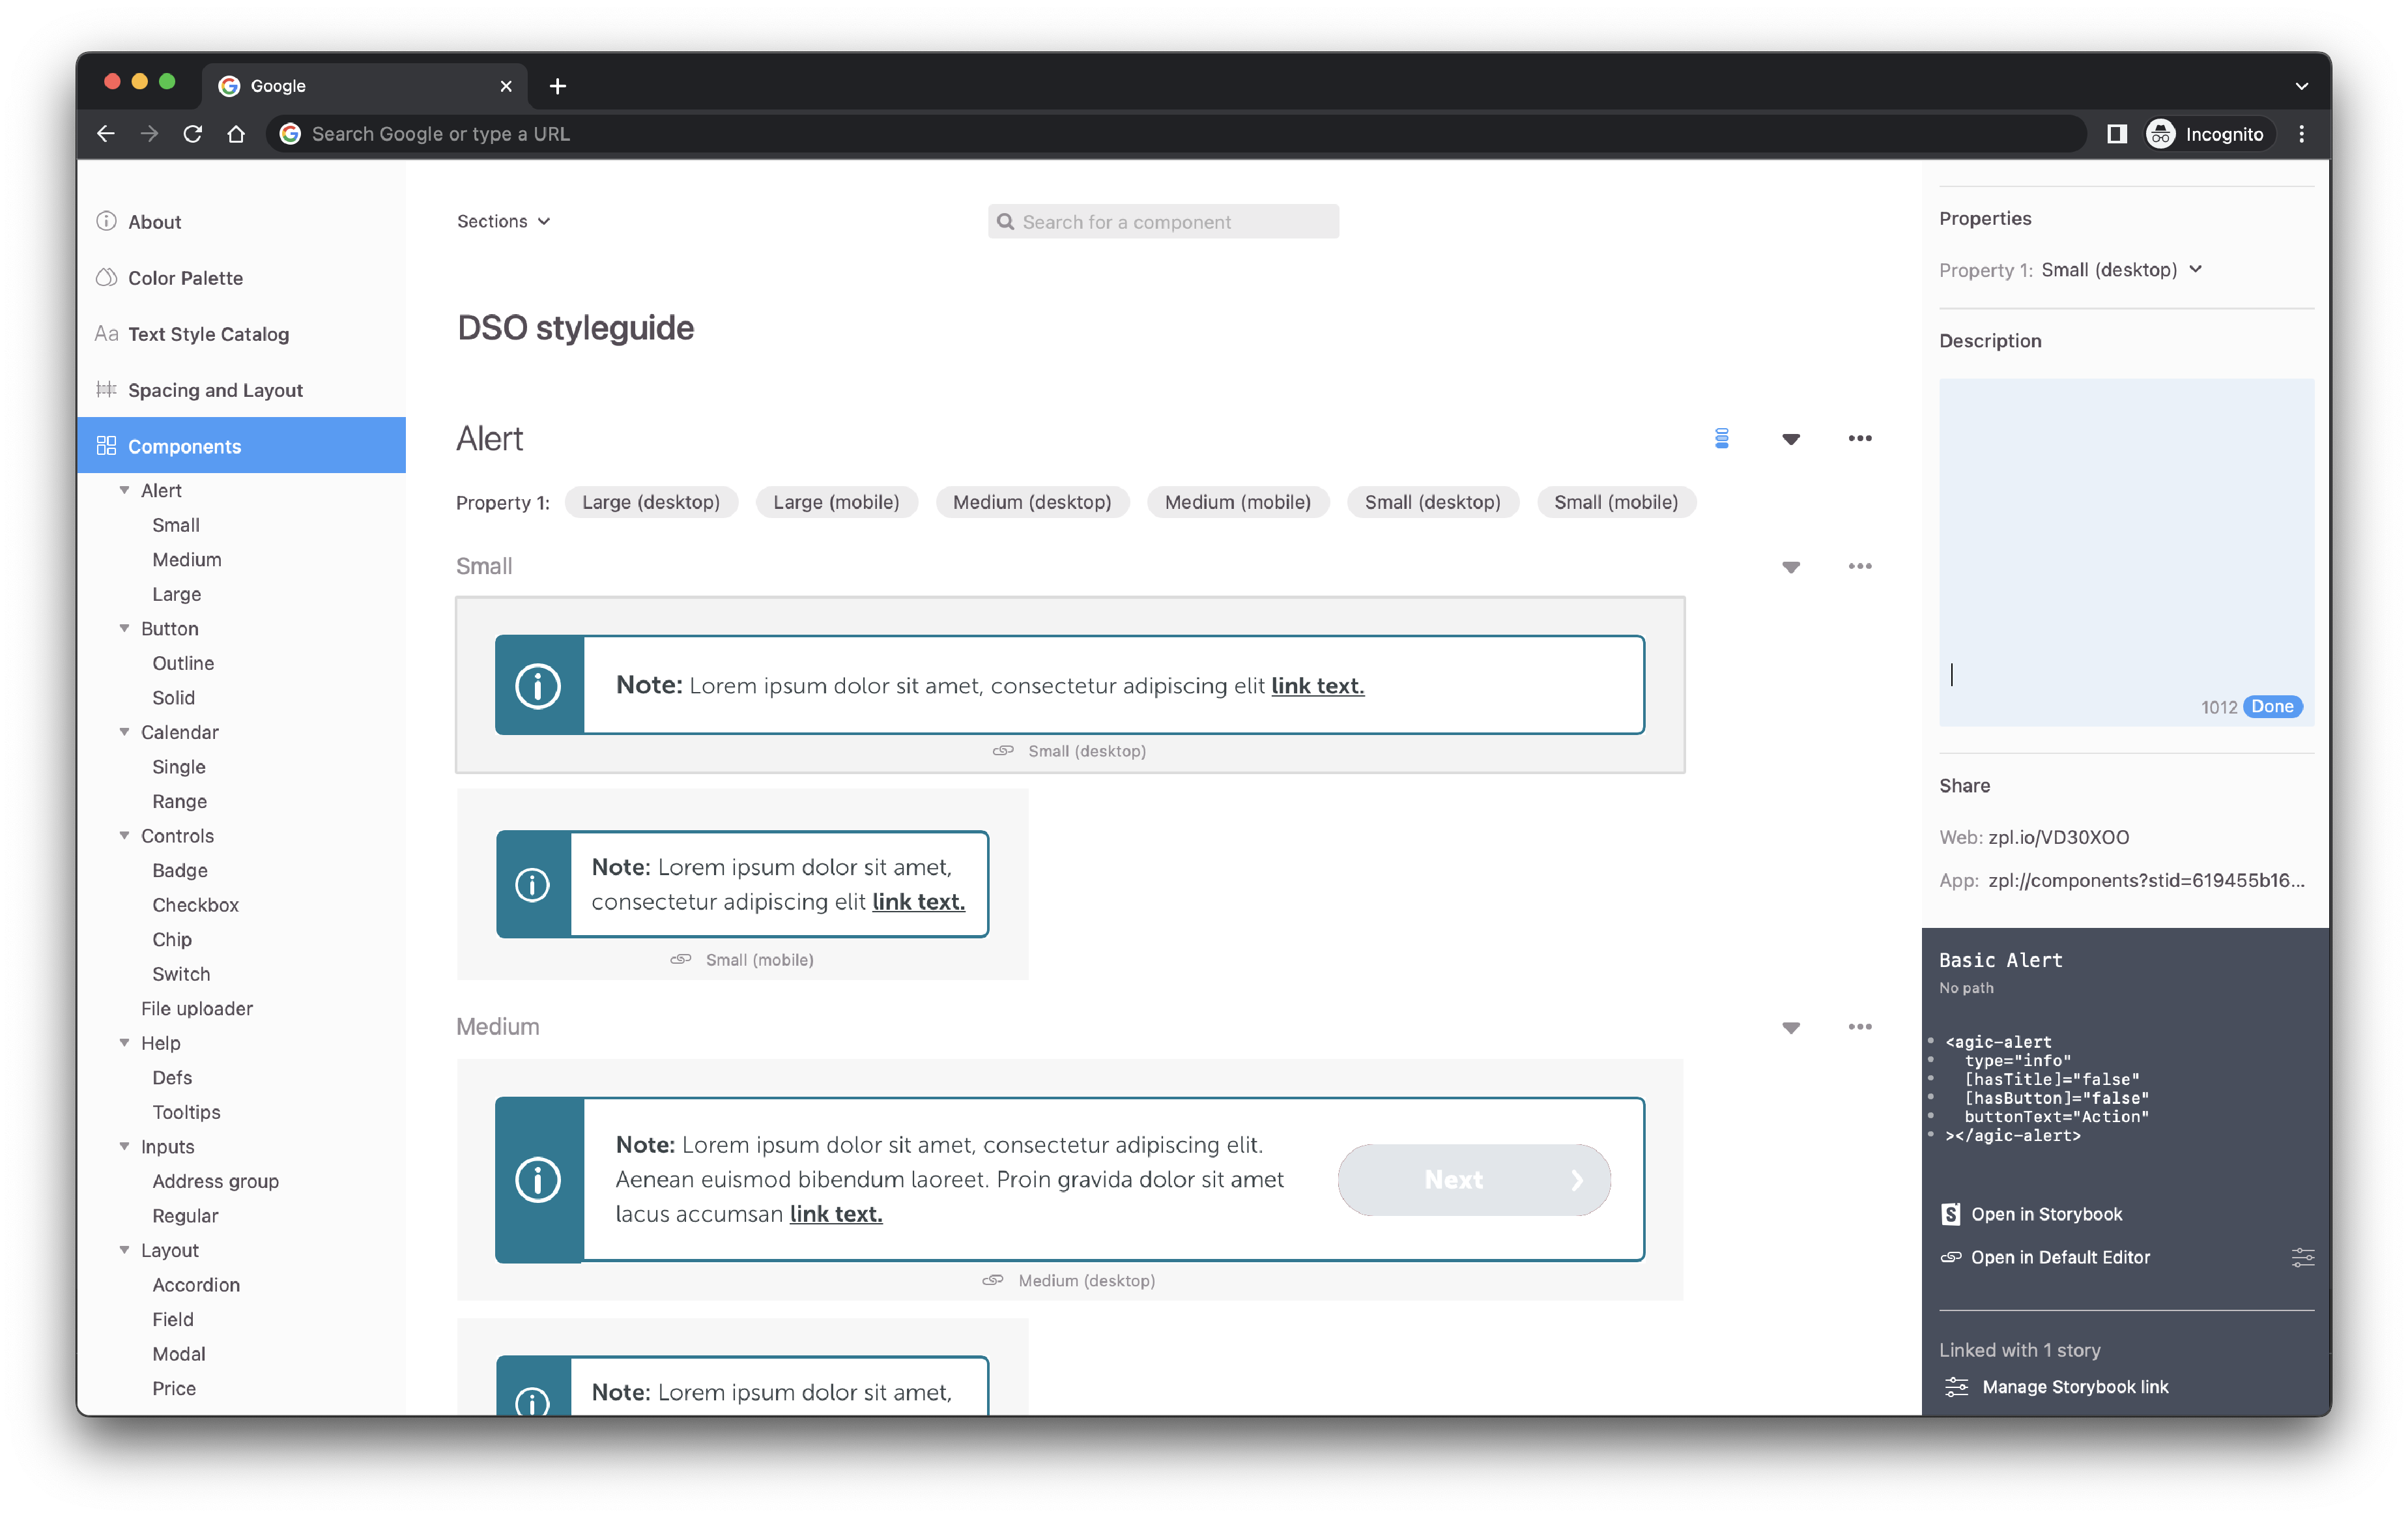 Google
Search Google or type a URL
Incognito
About
Color Palette
Aa Text Style Catalog
Spacing and Layout
Components
Alert
Small
Medium
Large
Button
Outline
Solid
Calendar
Single
Range
Controls
Badge
Checkbox
Chip
Switch
File uploader
Help
Defs
Tooltips
Inputs
Address group
Regular
Layout
Accordion
Field
Modal
Price
Sections
Search for a component
DSO styleguide
Alert
Property 1: Large (desktop) Large (mobile) Medium (desktop) Medium (mobile) Small (desktop) Small (mobile)
Small
Note: Lorem ipsum dolor sit amet, consectetur adipiscing elit link text.
Small (desktop)
Note: Lorem ipsum dolor sit amet,
consectetur adipiscing elit link text.
Small (mobile)
Medium
Note: Lorem ipsum dolor sit amet, consectetur adipiscing elit.
Aenean euismod bibendum laoreet. Proin gravida dolor sit amet
lacus accumsan link text.
Next
Medium (desktop)
Note: Lorem ipsum dolor sit amet,
Properties
Property 1: Small (desktop)
Description
1012 Done
Share
Web: zpl.io/VD30XOO
App: zpl://components?stid=619455b16...
Basic Alert
No path
<agic-alert
type="info"
[hasTitle]="false"
[hasButton]="false"
buttonText="Action"
></agic-alert>
Open in Storybook
Open in Default Editor
Linked with 1 story
Manage Storybook link